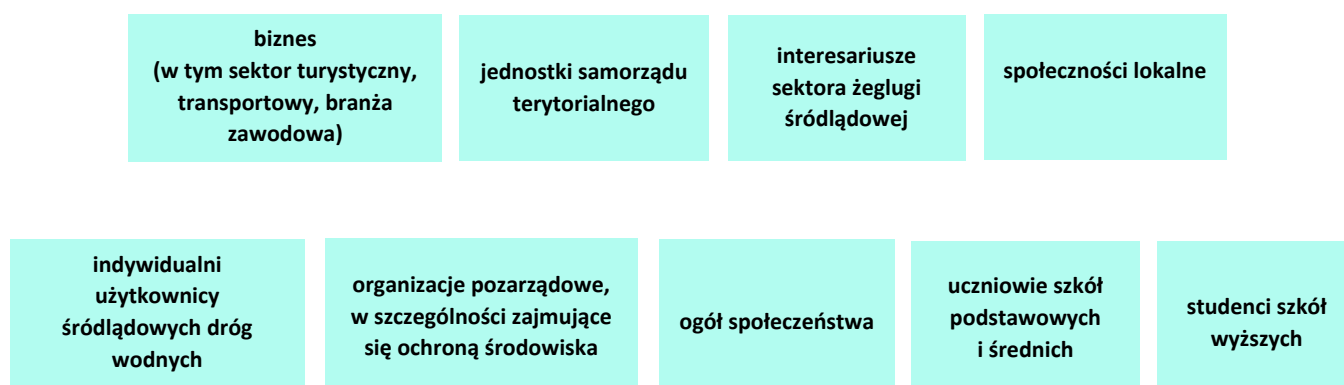 biznes
(w tym sektor turystyczny,
transportowy, branża
zawodowa)
jednostki samorządu
terytorialnego
interesariusze
sektora żeglugi
śródlądowej
społeczności lokalne
indywidualni
użytkownicy
śródlądowych dróg
wodnych
organizacje pozarządowe,
w szczególności zajmujące
się ochroną środowiska
ogół społeczeństwa
uczniowie szkół
podstawowych
i średnich
studenci szkół
wyższych